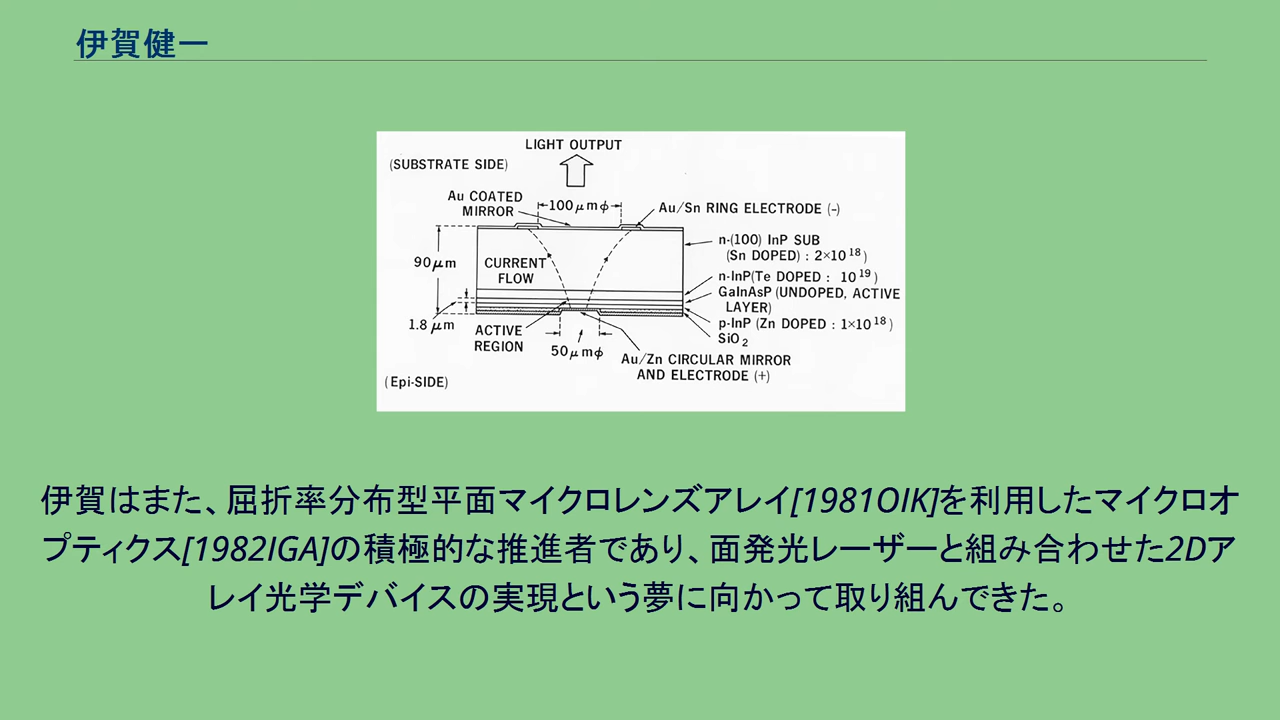 伊賀健一
LIGHT OUTPUT
(SUBSTRATE SIDE)
Au COATED
MIRROR
100μmφ
Au/Sn RING ELECTRODE (-)
n-(100) InP SUB
(Sn DOPED) : 2×10¹⁸
90μm
CURRENT
FLOW
n-InP(Te DOPED : 10¹⁹)
GaInAsP (UNDOPED, ACTIVE
LAYER)
p-InP (Zn DOPED : 1×10¹⁸)
SiO₂
1.8 μm
ACTIVE
REGION
50μmφ
Au/Zn CIRCULAR MIRROR
AND ELECTRODE (+)
(Epi-SIDE)
伊賀はまた、屈折率分布型平面マイクロレンズアレイ[1981OIK]を利用したマイクロオ
プティクス[1982IGA]の積極的な推進者であり、面発光レーザーと組み合わせた2Dア
レイ光学デバイスの実現という夢に向かって取り組んできた。